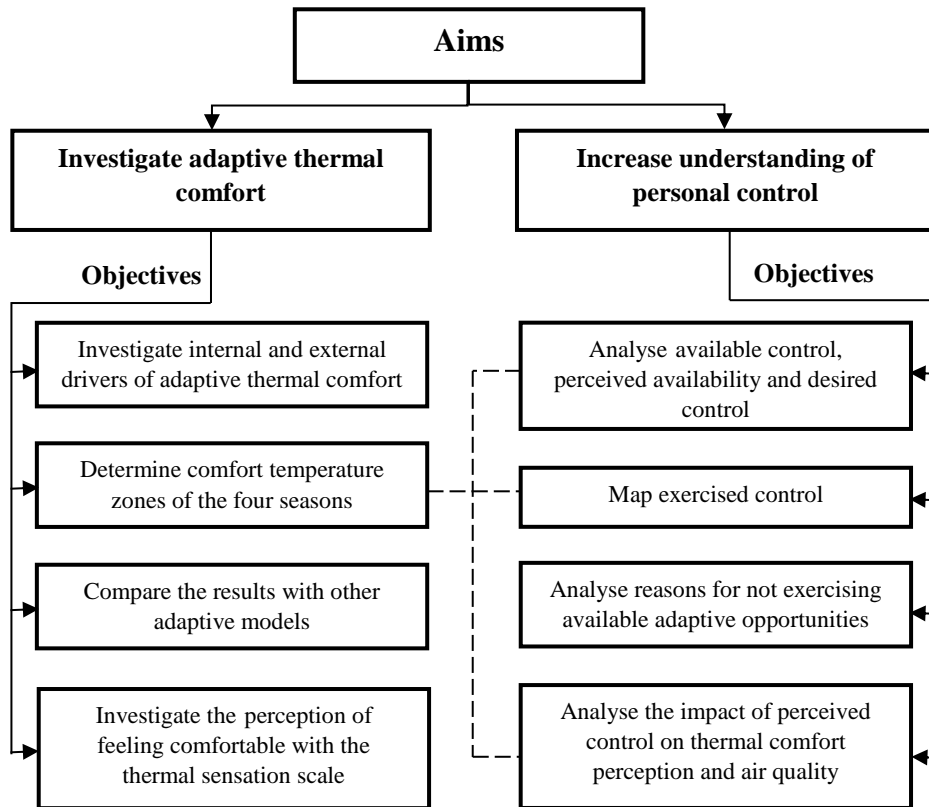 Aims
Investigate adaptive thermal
comfort
Increase understanding of
personal control
Objectives
Investigate internal and external
drivers of adaptive thermal comfort
Determine comfort temperature
zones of the four seasons
Compare the results with other
adaptive models
Investigate the perception of
feeling comfortable with the
thermal sensation scale
Objectives
Analyse available control,
perceived availability and desired
control
Map exercised control
Analyse reasons for not exercising
available adaptive opportunities
Analyse the impact of perceived
control on thermal comfort
perception and air quality